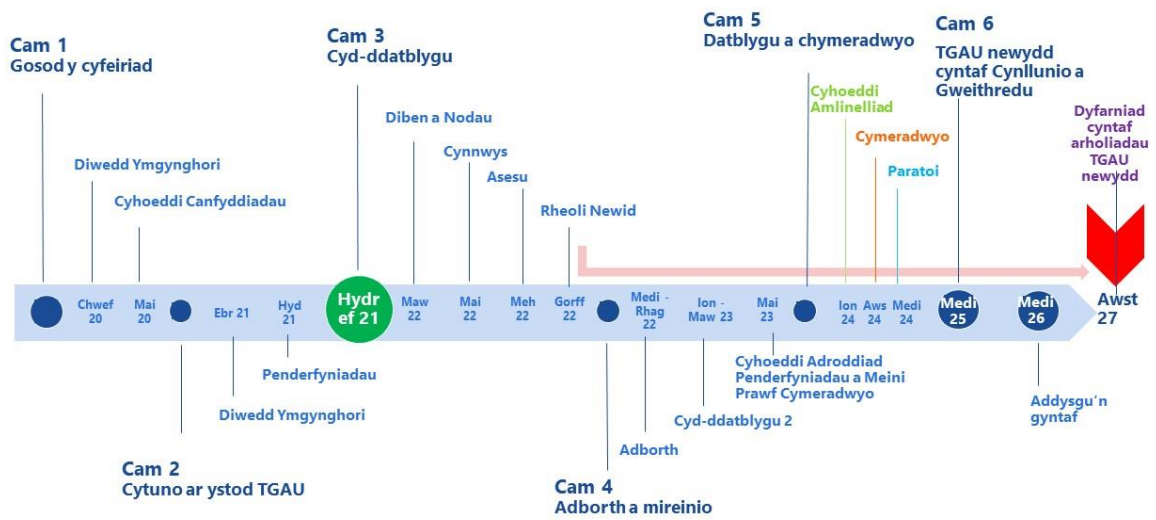 Cam 1
Gosod y cyfeiriad
Diwedd Ymgynghori
Cyhoeddi Canfyddiadau
Cam 3
Cyd-ddatblygu
Diben a Nodau
Cynnwys
Asesu
Rheoli Newid
Cam 5
Datblygu a chymeradwyo
Cyhoeddi
Amlinelliad
Cymeradwyo
Paratoi
Cam 6
TGAU newydd
cyntaf Cynllunio a
Gweithredu
Dyfarniad
cyntaf
arholiadau
TGAU
newydd
Chwef
20
Mai
20
Ebr 21
Hyd
21
Hydr
ef 21
Maw
22
Mai
22
Meh
22
Gorff
22
Medi -
Rhag
22
Ion -
Maw 23
Mai
23
Ion
24
Aws
24
Medi
24
Medi
25
Medi
26
Awst
27
Penderfyniadau
Diwedd Ymgynghori
Cam 2
Cytuno ar ystod TGAU
Cyhoeddi Adroddiad
Penderfyniadau a Meini
Prawf Cymeradwyo
Cyd-ddatblygu 2
Adborth
Cam 4
Adborth a mireinio
Addysgu’n
gyntaf